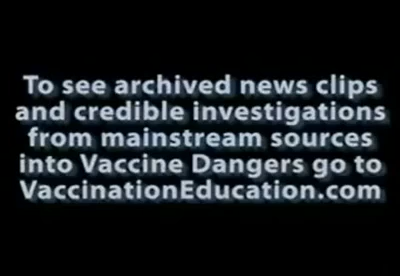 To see archived news clips
and credible investigations
from mainstream sources
into Vaccine Dangers go to
VaccinationEducation.com